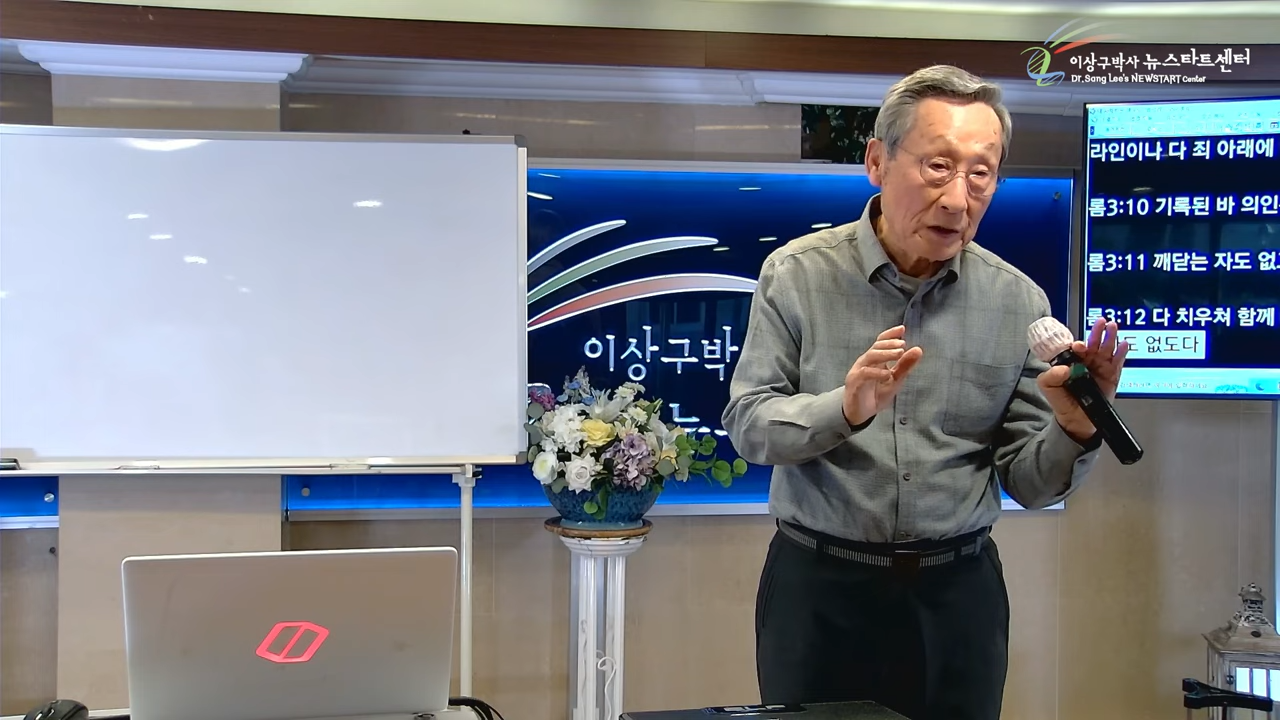 이상구박사 뉴스타트센터
Dr. Sang Lee's NEWSTART Center
라인이나 다 죄 아래에
롬3:10 기록된 바 의인
롬3:11 깨닫는 자도 없
롬3:12 다 치우쳐 함께
도 없도다
이상구박
뉴